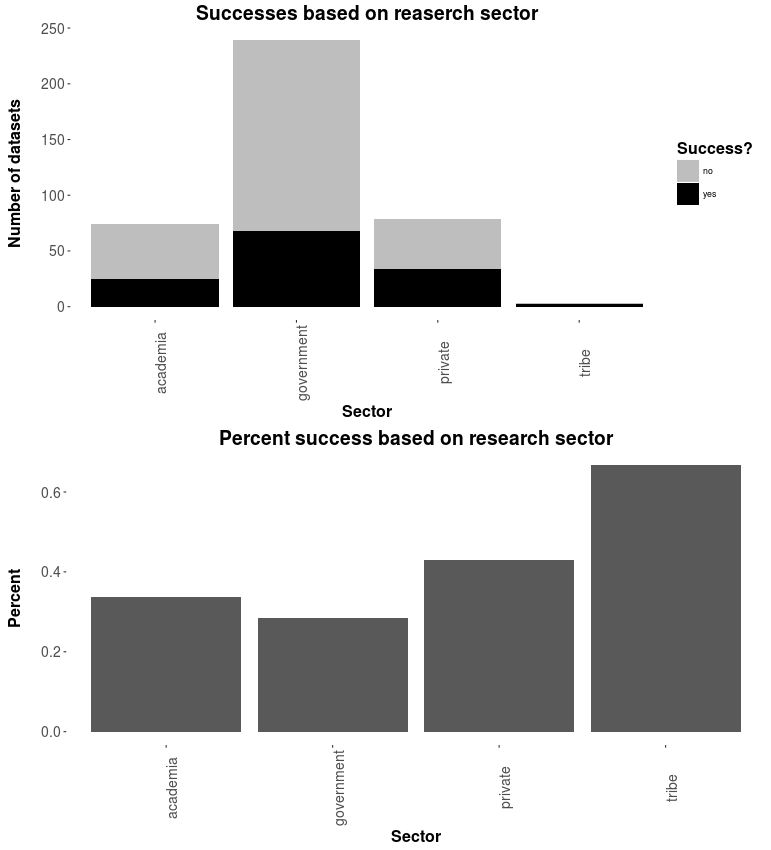 Successes based on reaserch sector
Number of datasets
250
200
150
100
50
0
academia
government
private
tribe
Sector
Success?
no
yes
Percent success based on research sector
Percent
0.6
0.4
0.2
0.0
academia
government
private
tribe
Sector